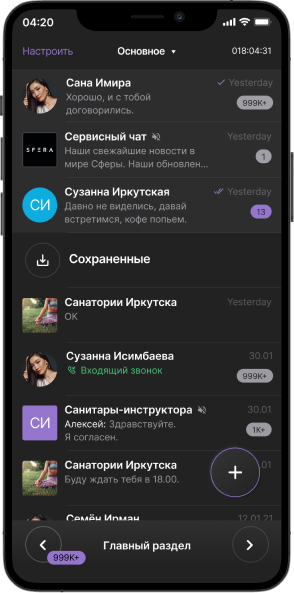 04:20
Настроить Основное 018:04:31
Сана Имира Yesterday
Хорошо, и с тобой 999K+
договорились.
Сервисный чат Yesterday
SFERA Наши свежайшие новости в 1
мире Сферы. Наши обновлен...
Сузанна Иркутская Yesterday
СИ Давно не виделись, давай 13
встретимся, кофе попьем.
Сохраненные
Санатории Иркутска Yesterday
OK
Сузанна Исимбаева 30.01
Входящий звонок 999K+
Санитары-инструктора 30.01
СИ Алексей: Здравствуйте. 1K+
Я согласен.
Санатории Иркутска .01
Буду ждать тебя в 18.00.
Семён Ирман 12.01.21
Главный раздел
999K+